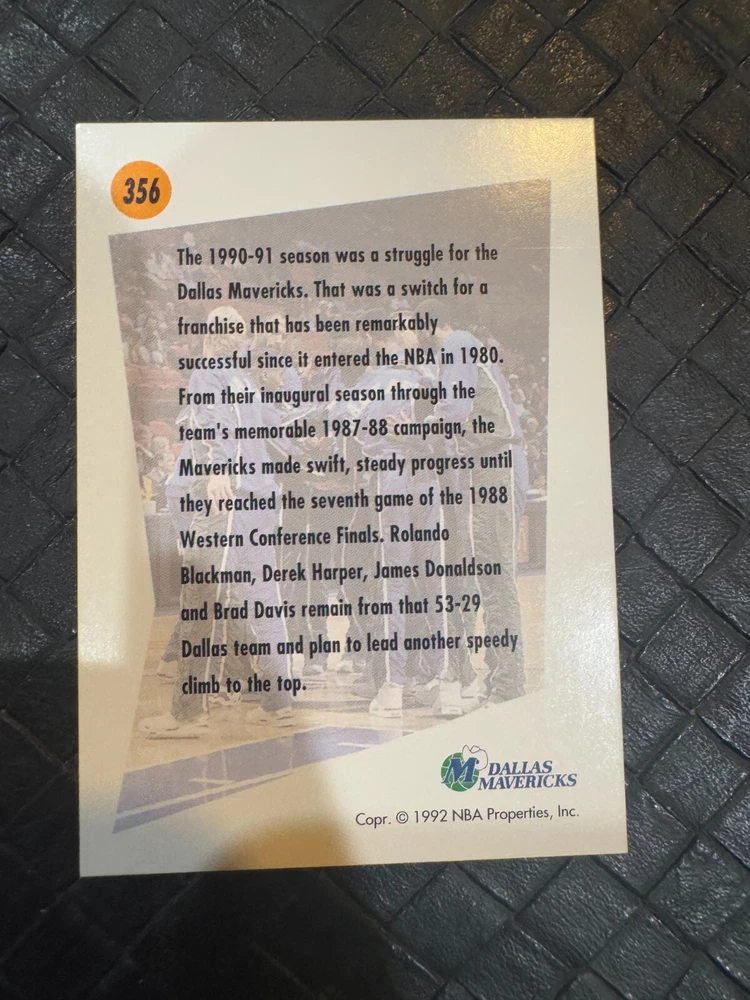 356
The 1990-91 season was a struggle for the
Dallas Mavericks. That was a switch for a
franchise that has been remarkably
successful since it entered the NBA in 1980.
From their inaugural season through the
team's memorable 1987-88 campaign, the
Mavericks made swift, steady progress until
they reached the seventh game of the 1988
Western Conference Finals. Rolando
Blackman, Derek Harper, James Donaldson
and Brad Davis remain from that 53-29
Dallas team and plan to lead another speedy
climb to the top.
M DALLAS
MAVERICKS
Copr. © 1992 NBA Properties, Inc.